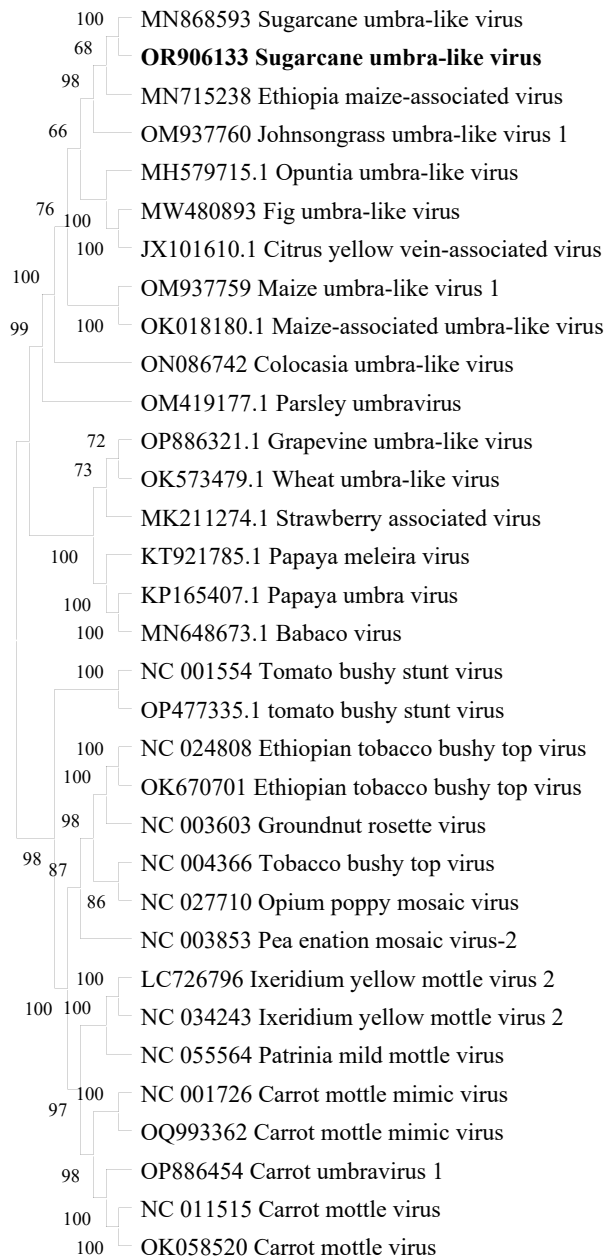 100
MN868593 Sugarcane umbra-like virus
68
OR906133 Sugarcane umbra-like virus
98
MN715238 Ethiopia maize-associated virus
66
OM937760 Johnsongrass umbra-like virus 1
MH579715.1 Opuntia umbra-like virus
76
100
MW480893 Fig umbra-like virus
100
JX101610.1 Citrus yellow vein-associated virus
100
OM937759 Maize umbra-like virus 1
99
100
OK018180.1 Maize-associated umbra-like virus
ON086742 Colocasia umbra-like virus
OM419177.1 Parsley umbravirus
72
OP886321.1 Grapevine umbra-like virus
73
OK573479.1 Wheat umbra-like virus
MK211274.1 Strawberry associated virus
100
KT921785.1 Papaya meleira virus
100
KP165407.1 Papaya umbra virus
100
MN648673.1 Babaco virus
100
NC 001554 Tomato bushy stunt virus
OP477335.1 tomato bushy stunt virus
100
NC 024808 Ethiopian tobacco bushy top virus
100
OK670701 Ethiopian tobacco bushy top virus
98
NC 003603 Groundnut rosette virus
98
87
NC 004366 Tobacco bushy top virus
86
NC 027710 Opium poppy mosaic virus
NC 003853 Pea enation mosaic virus-2
100
LC726796 Ixeridium yellow mottle virus 2
100
100
NC 034243 Ixeridium yellow mottle virus 2
NC 055564 Patrinia mild mottle virus
97
100
NC 001726 Carrot mottle mimic virus
OQ993362 Carrot mottle mimic virus
98
OP886454 Carrot umbravirus 1
100
NC 011515 Carrot mottle virus
100
OK058520 Carrot mottle virus